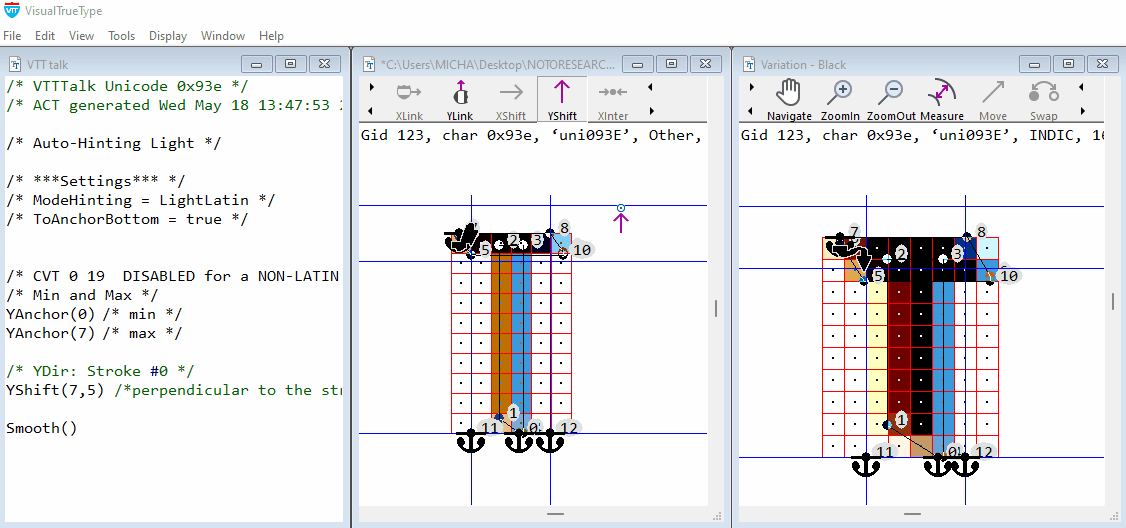 VisualTrueType
File Edit View Tools Display Window Help
VTT talk
/* VTTTalk Unicode 0x93e */
/* ACT generated Wed May 18 13:47:53
/* Auto-Hinting Light */
/* ***Settings*** */
/* ModeHinting = LightLatin */
/* ToAnchorBottom = true */
/* CVT 0 19 DISABLED for a NON-LATIN
/* Min and Max */
YAnchor(0) /* min */
YAnchor(7) /* max */
/* YDir: Stroke #0 */
YShift(7,5) /*perpendicular to the
Smooth()
*C:\Users\MICHA\Desktop\NOTORESEARC...
XLink YLink XShift YShift XInter
Gid 123, char 0x93e, ‘uni093E’, Other,
8
5 2 3 10
1
11 0 12
Variation - Black
Navigate ZoomIn ZoomOut Measure Move Swap
Gid 123, char 0x93e, ‘uni093E’, INDIC,
7 8
5 2 3 10
1
11 0 12